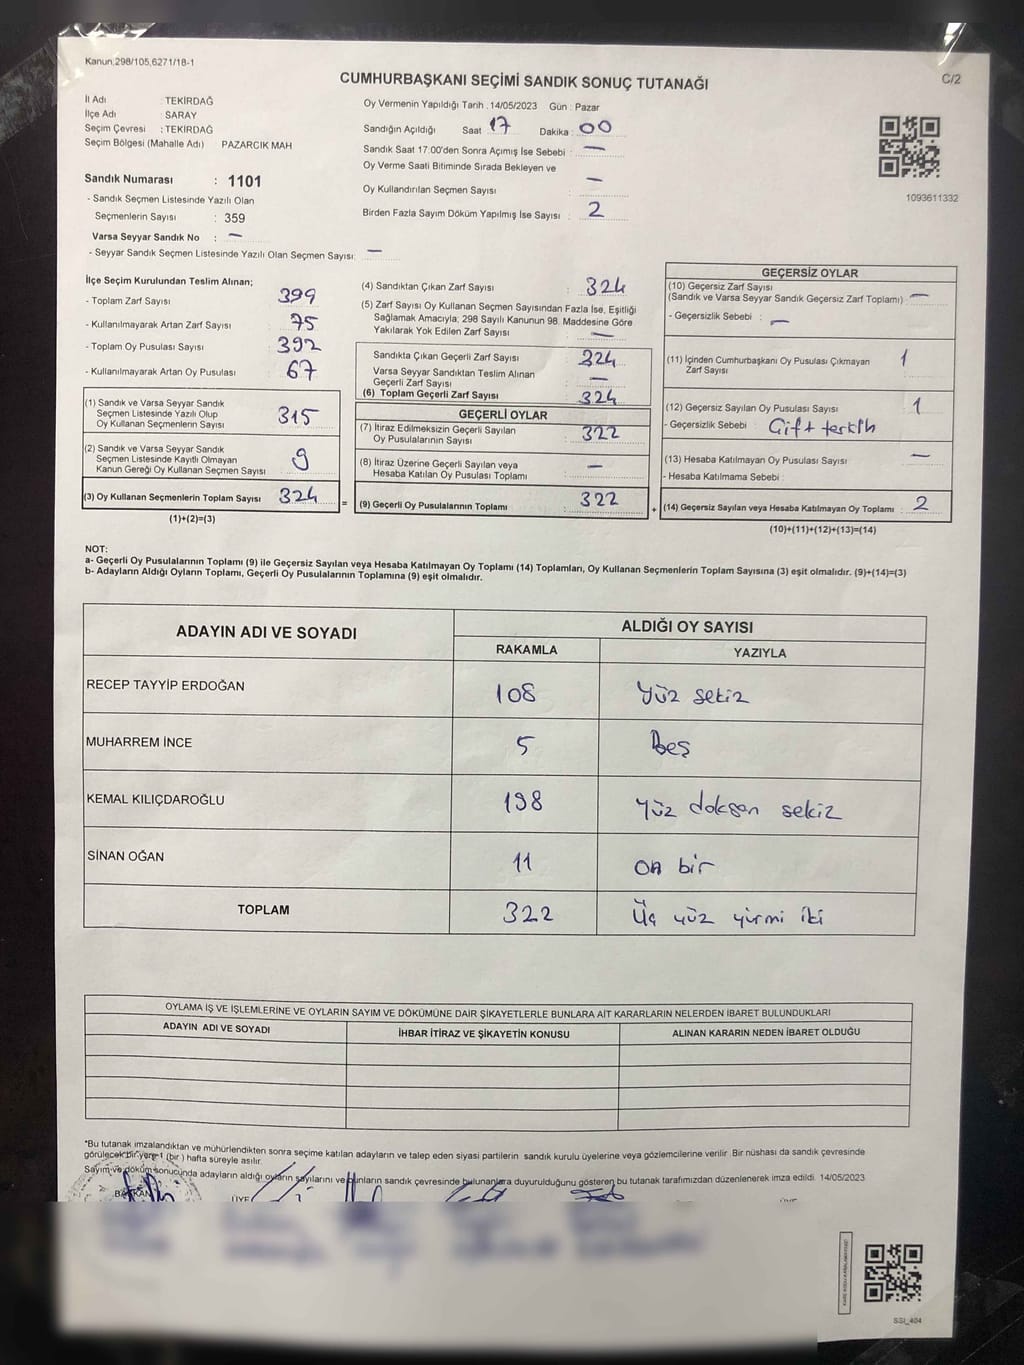 Kanun;298/105,6271/18-1
CUMHURBAŞKANI SEÇİMİ SANDIK SONUÇ TUTANAĞI
C/2
İl Adı : TEKİRDAĞ
İlçe Adı : SARAY
Seçim Çevresi : TEKİRDAĞ
Seçim Bölgesi (Mahalle Adı) PAZARCIK MAH
Sandık Numarası : 1101
- Sandık Seçmen Listesinde Yazılı Olan
Seçmenlerin Sayısı : 359
Varsa Seyyar Sandık No : —
- Seyyar Sandık Seçmen Listesinde Yazılı Olan Seçmen Sayısı: —
Oy Vermenin Yapıldığı Tarih : 14/05/2023 Gün : Pazar
Sandığın Açıldığı Saat 17 Dakika : 00
Sandık Saat 17:00'den Sonra Açımış İse Sebebi : —
Oy Verme Saati Bitiminde Sırada Bekleyen ve
Oy Kullandırılan Seçmen Sayısı : —
Birden Fazla Sayım Döküm Yapılmış İse Sayısı : 2
1093611332
İlçe Seçim Kurulundan Teslim Alınan;
- Toplam Zarf Sayısı : 399
- Kullanılmayarak Artan Zarf Sayısı : 75
- Toplam Oy Pusulası Sayısı : 392
- Kullanılmayarak Artan Oy Pusulası : 67
(1) Sandık ve Varsa Seyyar Sandık
Seçmen Listesinde Yazılı Olup
Oy Kullanan Seçmenlerin Sayısı : 315
(2) Sandık ve Varsa Seyyar Sandık
Seçmen Listesinde Kayıtlı Olmayan
Kanun Gereği Oy Kullanan Seçmen Sayısı : 9
(3) Oy Kullanan Seçmenlerin Toplam Sayısı : 324
(1)+(2)=(3)
(4) Sandıktan Çıkan Zarf Sayısı : 324
(5) Zarf Sayısı Oy Kullanan Seçmen Sayısından Fazla İse, Eşitliği
Sağlamak Amacıyla; 298 Sayılı Kanunun 98. Maddesine Göre
Yakılarak Yok Edilen Zarf Sayısı : —
Sandıkta Çıkan Geçerli Zarf Sayısı : 324
Varsa Seyyar Sandıktan Teslim Alınan
Geçerli Zarf Sayısı : —
(6) Toplam Geçerli Zarf Sayısı : 324
GEÇERLİ OYLAR
(7) İtiraz Edilmeksizin Geçerli Sayılan
Oy Pusulalarının Sayısı : 322
(8) İtiraz Üzerine Geçerli Sayılan veya
Hesaba Katılan Oy Pusulası Toplamı : —
= (9) Geçerli Oy Pusulalarının Toplamı : 322
GEÇERSİZ OYLAR
(10) Geçersiz Zarf Sayısı
(Sandık ve Varsa Seyyar Sandık Geçersiz Zarf Toplamı) : —
- Geçersizlik Sebebi : —
(11) İçinden Cumhurbaşkanı Oy Pusulası Çıkmayan
Zarf Sayısı : 1
(12) Geçersiz Sayılan Oy Pusulası Sayısı : 1
- Geçersizlik Sebebi : Çift tercih
(13) Hesaba Katılmayan Oy Pusulası Sayısı : —
- Hesaba Katılmama Sebebi :
+ (14) Geçersiz Sayılan veya Hesaba Katılmayan Oy Toplamı : 2
(10)+(11)+(12)+(13)=(14)
NOT:
a- Geçerli Oy Pusulalarının Toplamı (9) ile Geçersiz Sayılan veya Hesaba Katılmayan Oy Toplamı (14) Toplamları, Oy Kullanan Seçmenlerin Toplam Sayısına (3) eşit olmalıdır. (9)+(14)=(3)
b- Adayların Aldığı Oyların Toplamı, Geçerli Oy Pusulalarının Toplamına (9) eşit olmalıdır.
ADAYIN ADI VE SOYADI
ALDIĞI OY SAYISI
RAKAMLA YAZIYLA
RECEP TAYYİP ERDOĞAN 108 yüz sekiz
MUHARREM İNCE 5 Beş
KEMAL KILIÇDAROĞLU 198 yüz doksan sekiz
SİNAN OĞAN 11 on bir
TOPLAM 322 üç yüz yirmi iki
OYLAMA İŞ VE İŞLEMLERİNE VE OYLARIN SAYIM VE DÖKÜMÜNE DAİR ŞİKAYETLERLE BUNLARA AİT KARARLARIN NELERDEN İBARET BULUNDUKLARI
ADAYIN ADI VE SOYADI İHBAR İTİRAZ VE ŞİKAYETİN KONUSU ALINAN KARARIN NEDEN İBARET OLDUĞU
*Bu tutanak imzalandıktan ve mühürlendikten sonra seçime katılan adayların ve talep eden siyasi partilerin sandık kurulu üyelerine veya gözlemcilerine verilir. Bir nüshası da sandık çevresinde
görülecek bir yere 1 (bir ) hafta süreyle asılır.
Sayım ve döküm sonucunda adayların aldığı oyların sayılarını ve bunların sandık çevresinde bulunanlara duyurulduğunu gösteren bu tutanak tarafımızdan düzenlenerek imza edildi. 14/05/2023
BAŞKAN ÜYE ÜYE
SSI_404